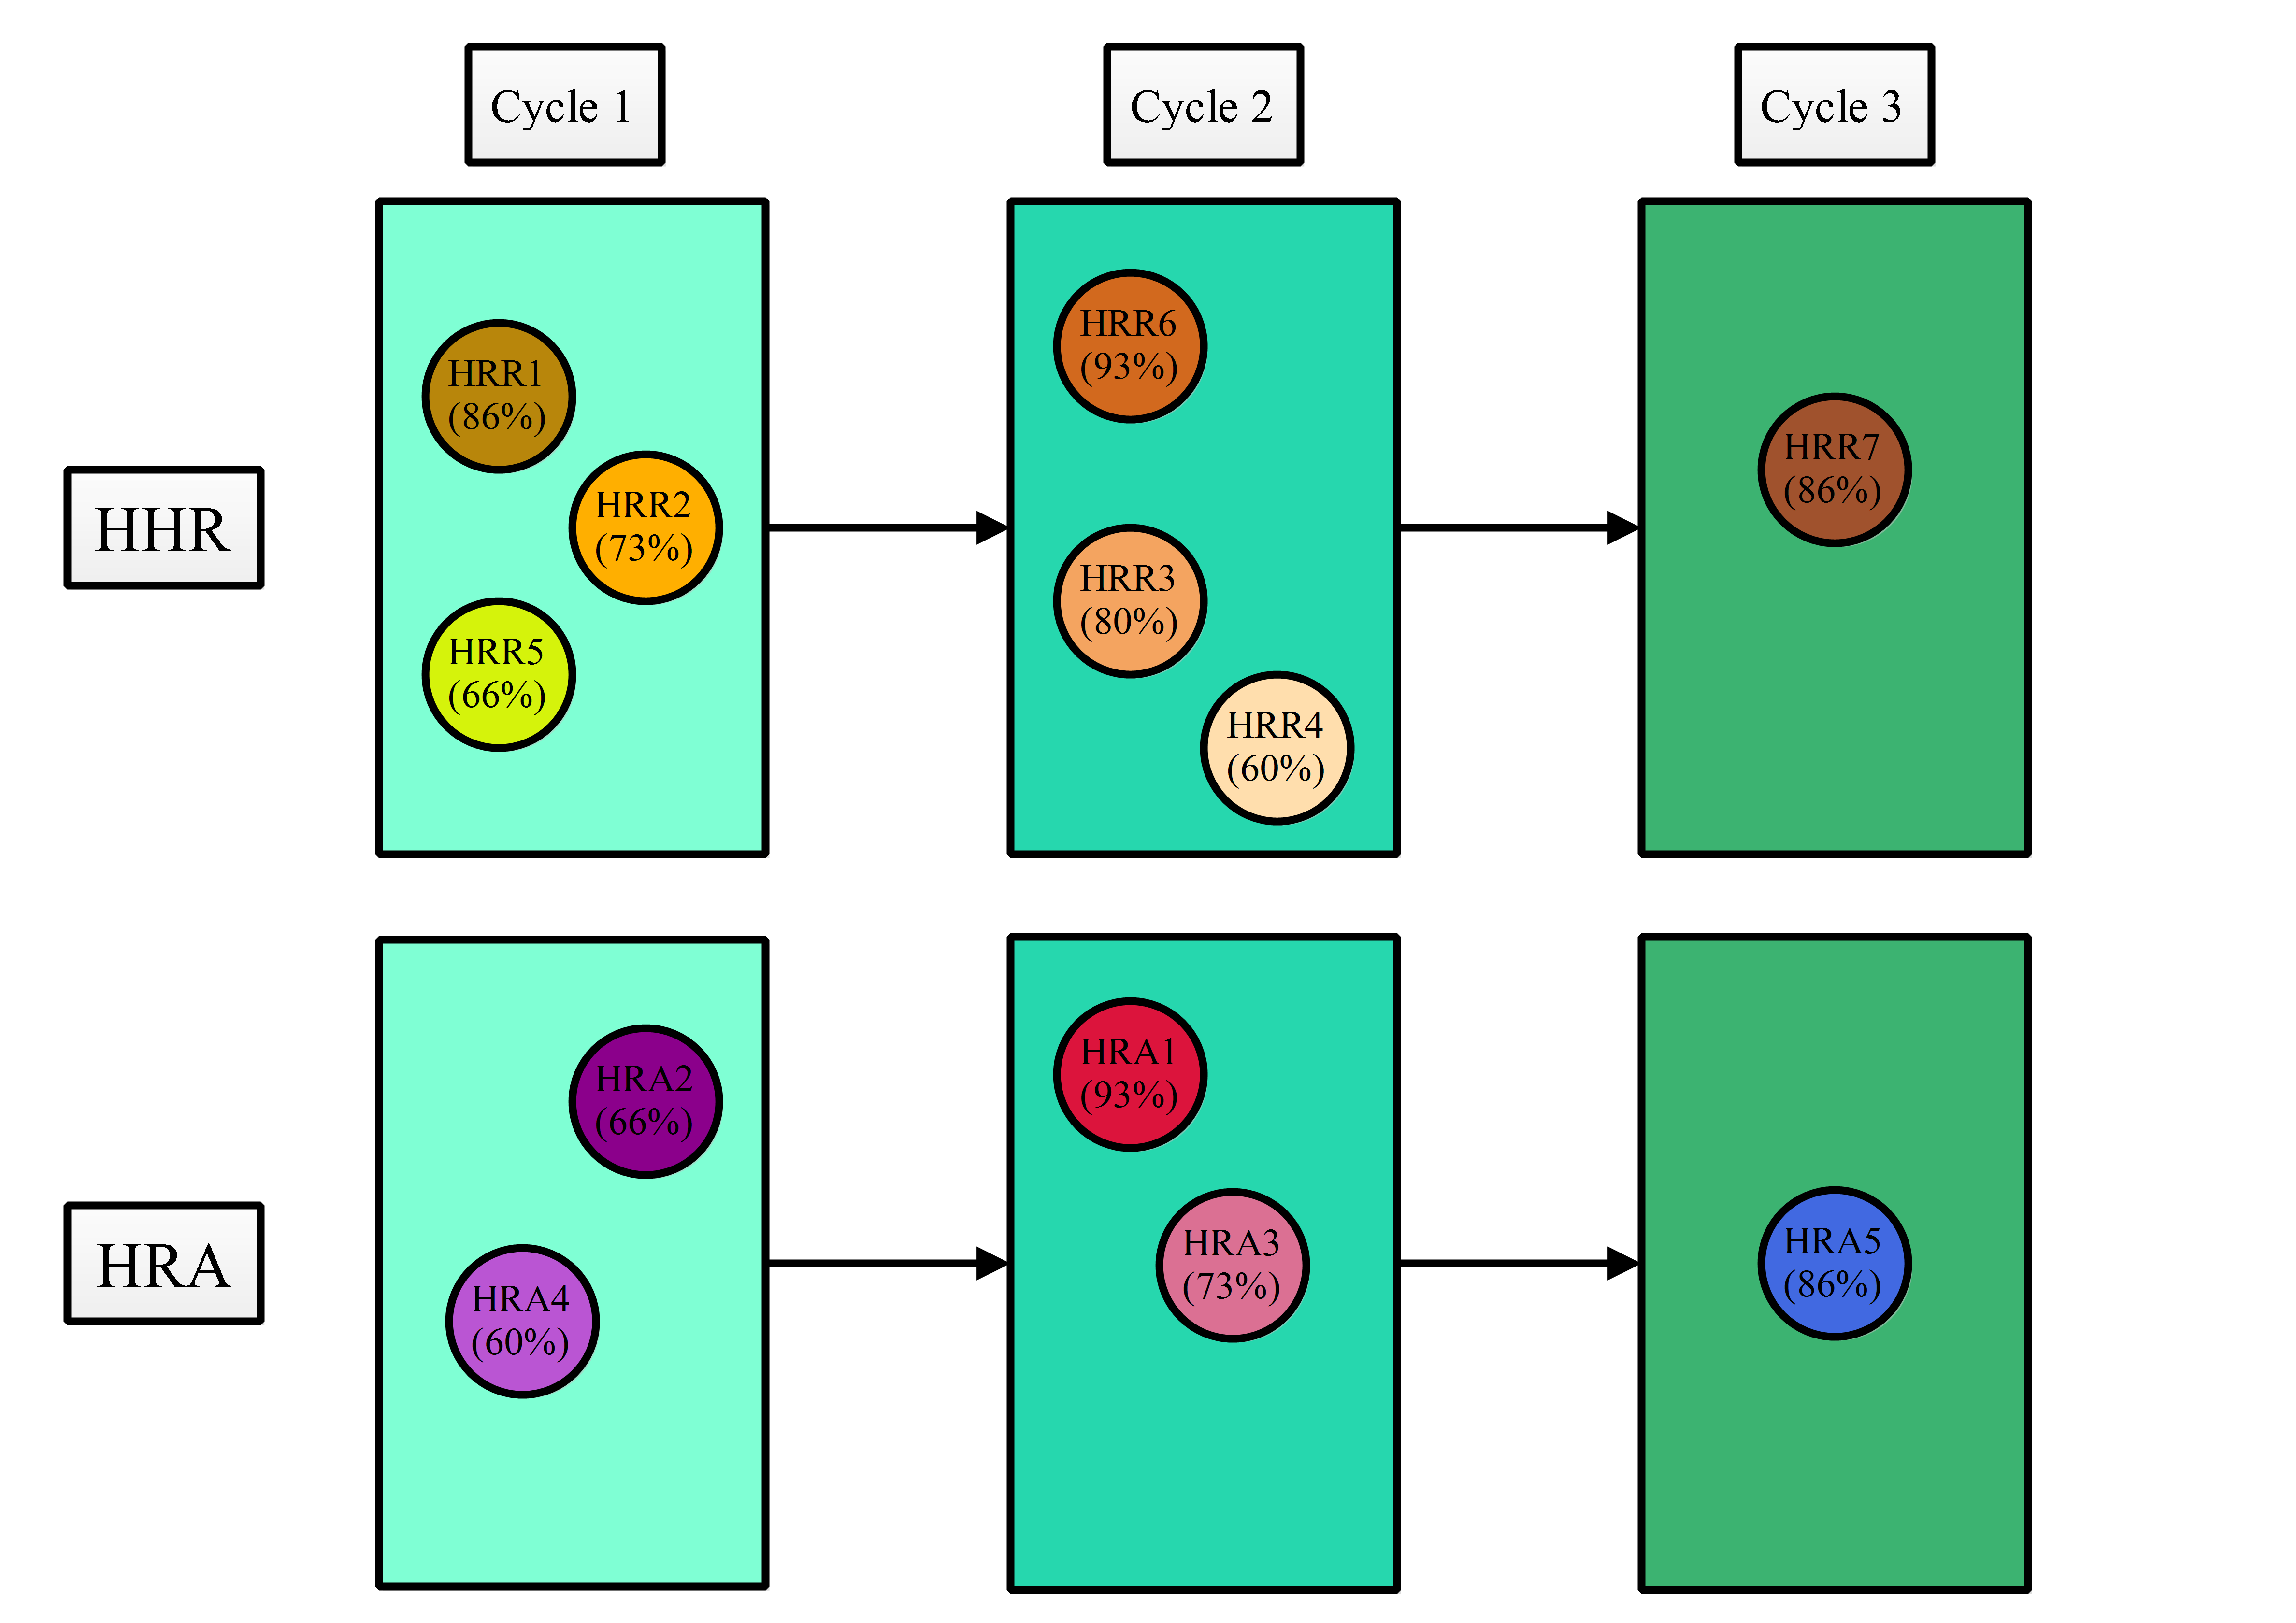 Cycle 1
Cycle 2
Cycle 3
HHR
HRR1
(86%)
HRR2
(73%)
HRR5
(66%)
HRR6
(93%)
HRR3
(80%)
HRR4
(60%)
HRR7
(86%)
HRA
HRA2
(66%)
HRA4
(60%)
HRA1
(93%)
HRA3
(73%)
HRA5
(86%)